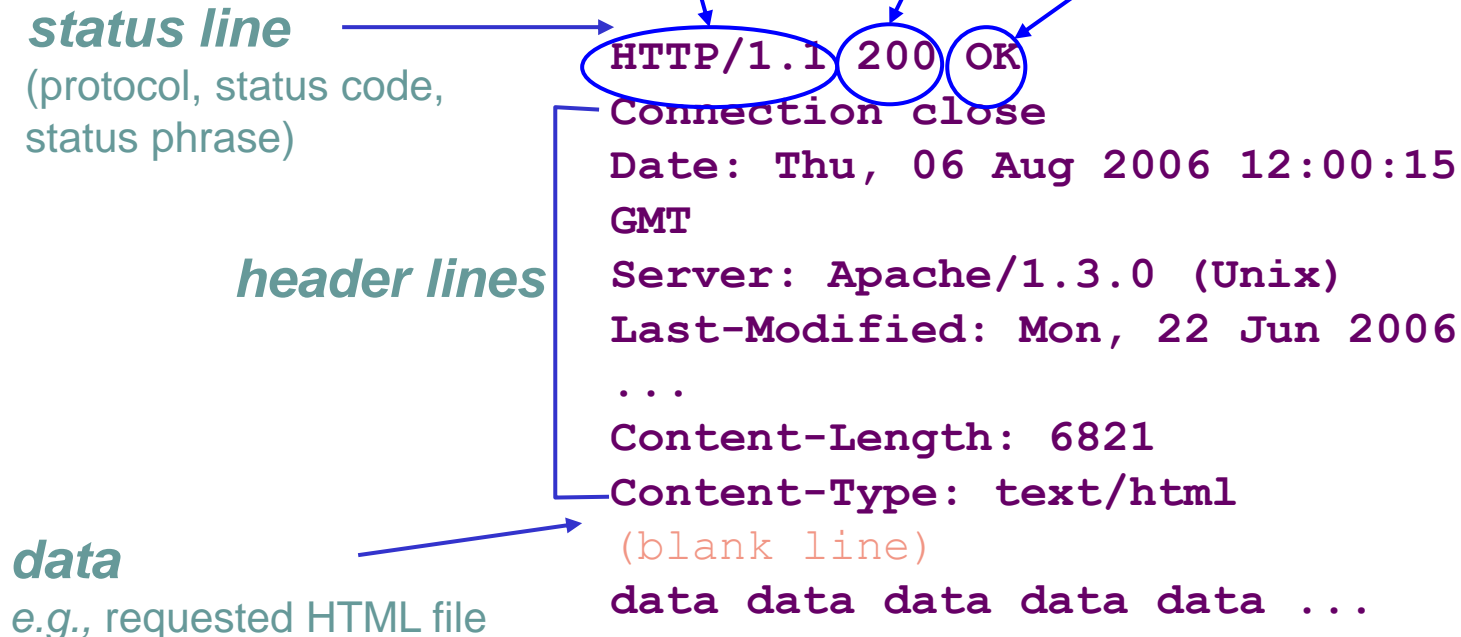 status line
(protocol, status code,
status phrase)
HTTP/1.1 200 OK
Connection close
Date: Thu, 06 Aug 2006 12:00:15
GMT
header lines
Server: Apache/1.3.0 (Unix)
Last-Modified: Mon, 22 Jun 2006
...
Content-Length: 6821
Content-Type: text/html
(blank line)
data
e.g., requested HTML file
data data data data data ...